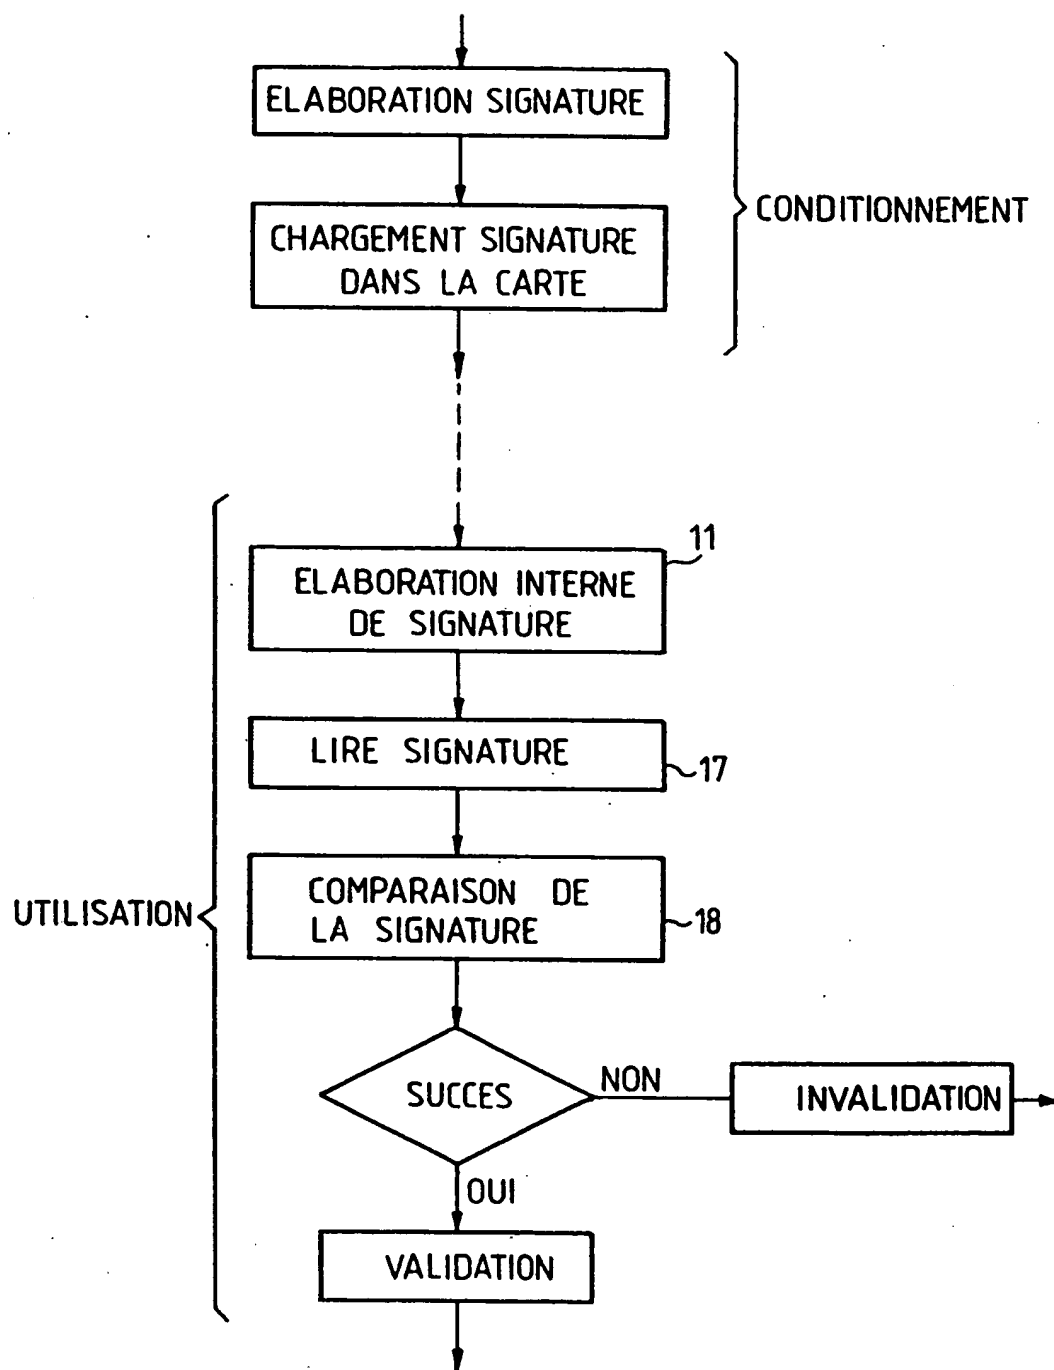 ELABORATION SIGNATURE
CHARGEMENT SIGNATURE
DANS LA CARTE
CONDITIONNEMENT
11
ELABORATION INTERNE
DE SIGNATURE
LIRE SIGNATURE
17
UTILISATION
COMPARAISON DE
LA SIGNATURE
18
SUCCES
NON
INVALIDATION
OUI
VALIDATION